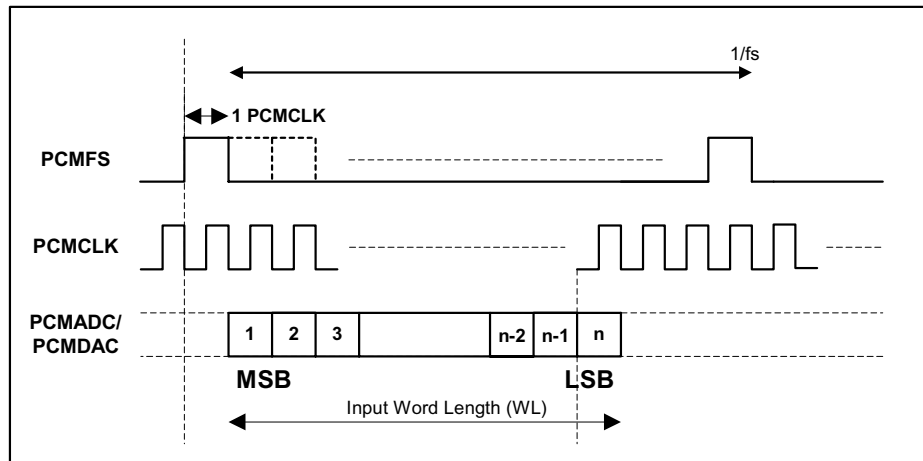 1/fs
1 PCMCLK
PCMFS
PCMCLK
PCMADC/
PCMDAC
1 2 3 n-2 n-1 n
MSB LSB
Input Word Length (WL)